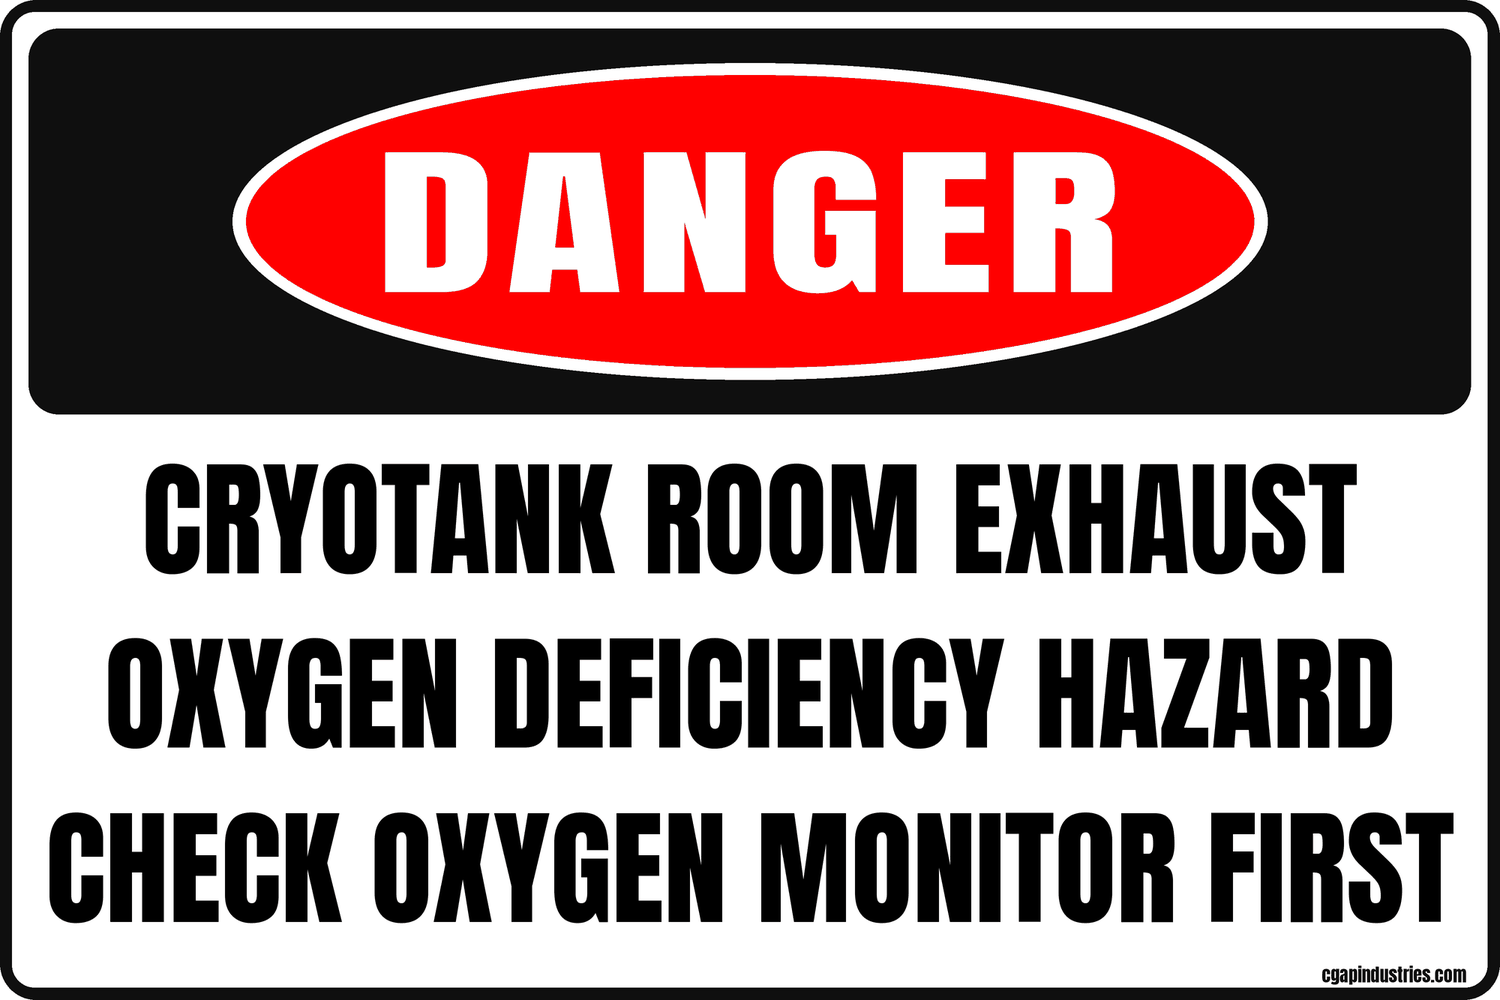 DANGER
CRYOTANK ROOM EXHAUST
OXYGEN DEFICIENCY HAZARD
CHECK OXYGEN MONITOR FIRST
cgapindustries.com